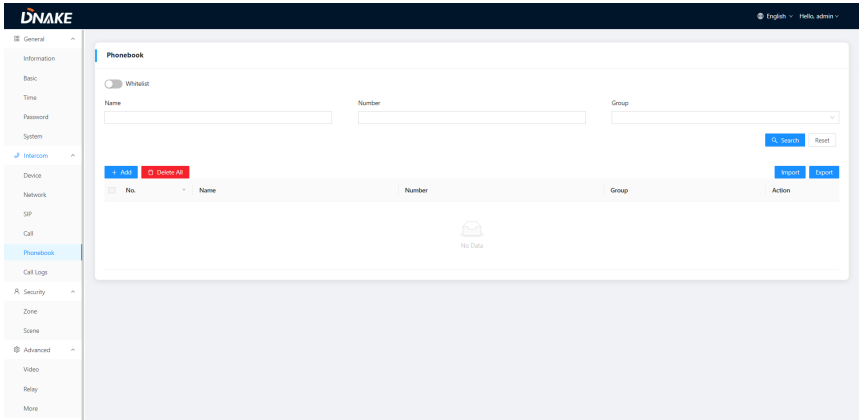 DNAKE
English Hello, admin
General
Information
Basic
Time
Password
System
Intercom
Device
Network
SIP
Call
Phonebook
Call Logs
Security
Zone
Scene
Advanced
Video
Relay
More
Phonebook
Whitelist
Name Number Group
Search Reset
+ Add Delete All Import Export
No. Name Number Group Action
No Data